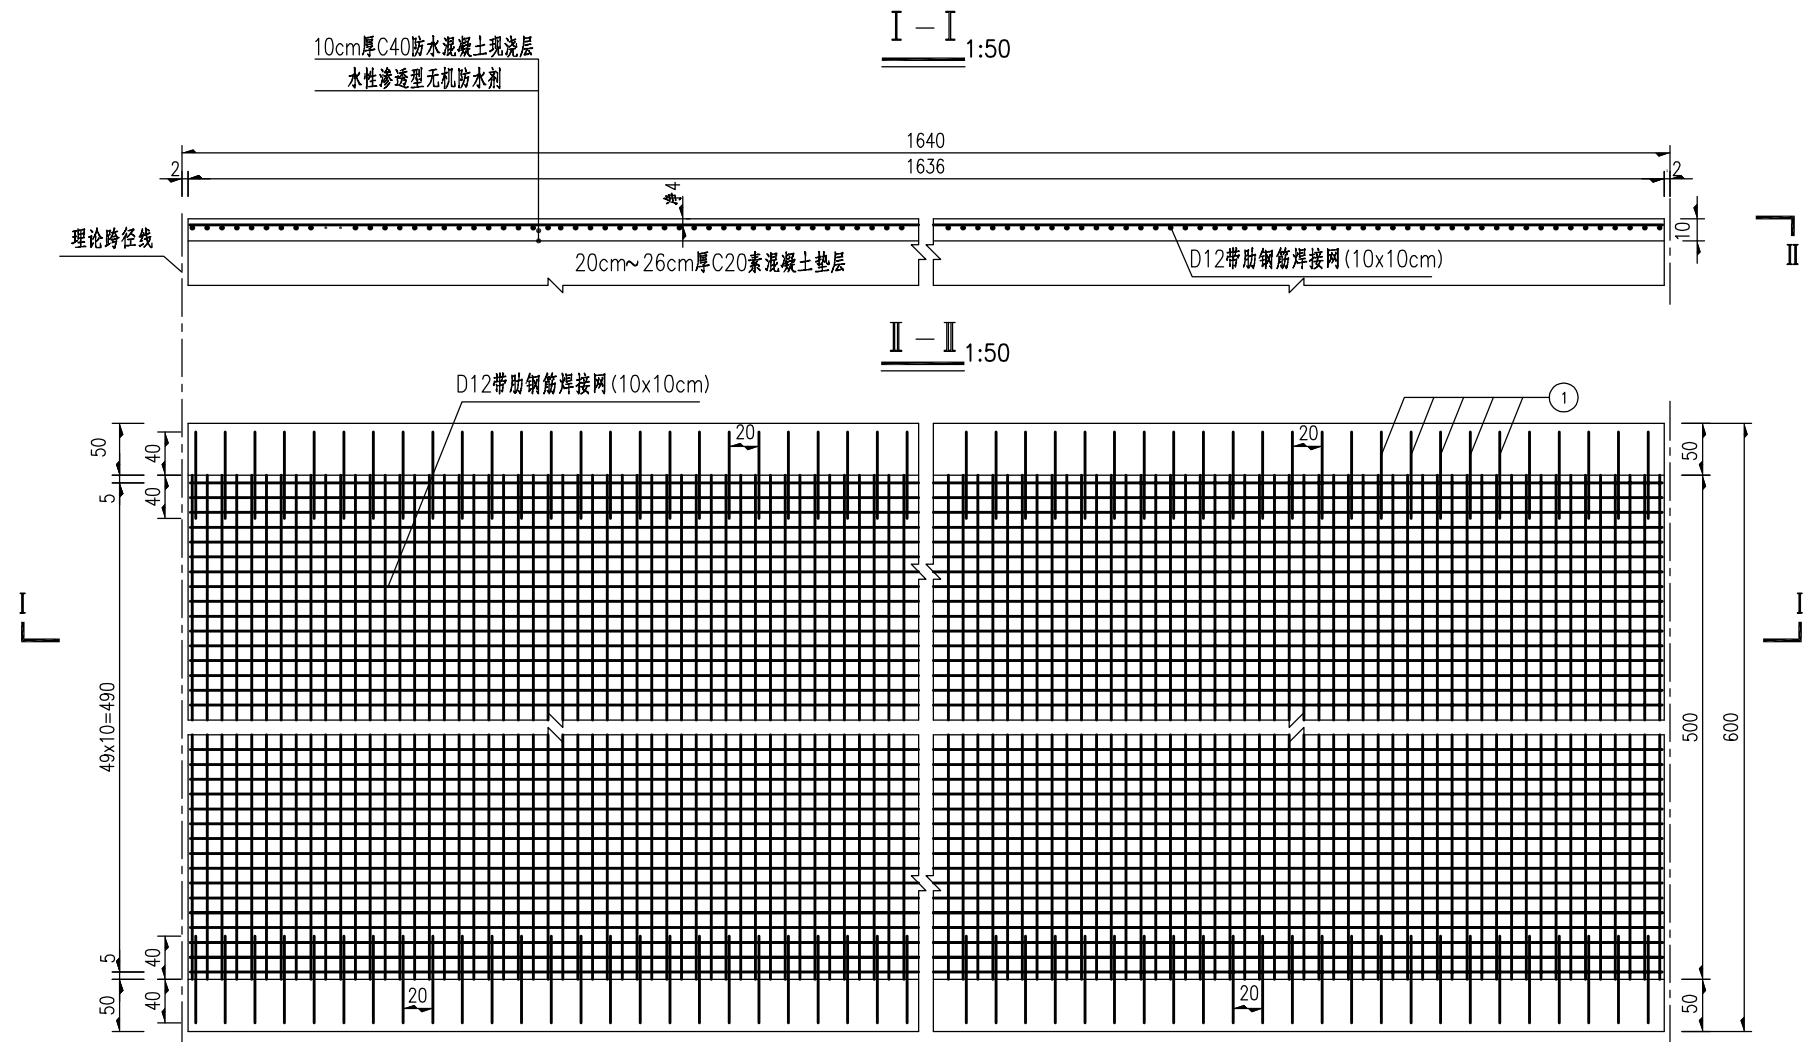 Ⅰ－Ⅰ 1:50
10cm厚C40防水混凝土现浇层
水性渗透型无机防水剂
1640
2 1636 2
净4
理论跨径线
10
Ⅱ
20cm~26cm厚C20素混凝土垫层
D12带肋钢筋焊接网(10x10cm)
Ⅱ－Ⅱ 1:50
D12带肋钢筋焊接网(10x10cm)
1
50 40 20 20 50
5 40
Ⅰ Ⅰ
49x10=490 500 600
5 40
50 40 20 20 50